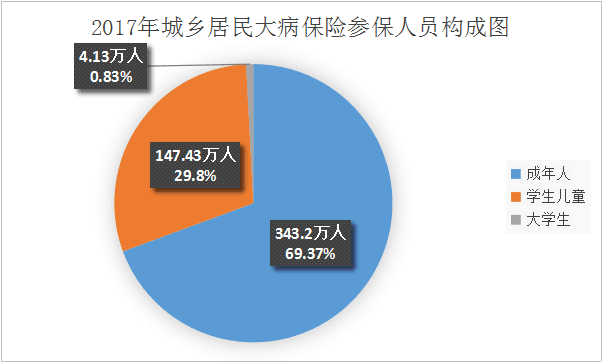 2017年城乡居民大病保险参保人员构成图
4.13万人
0.83%
147.43万人
29.8%
343.2万人
69.37%
成年人
学生儿童
大学生